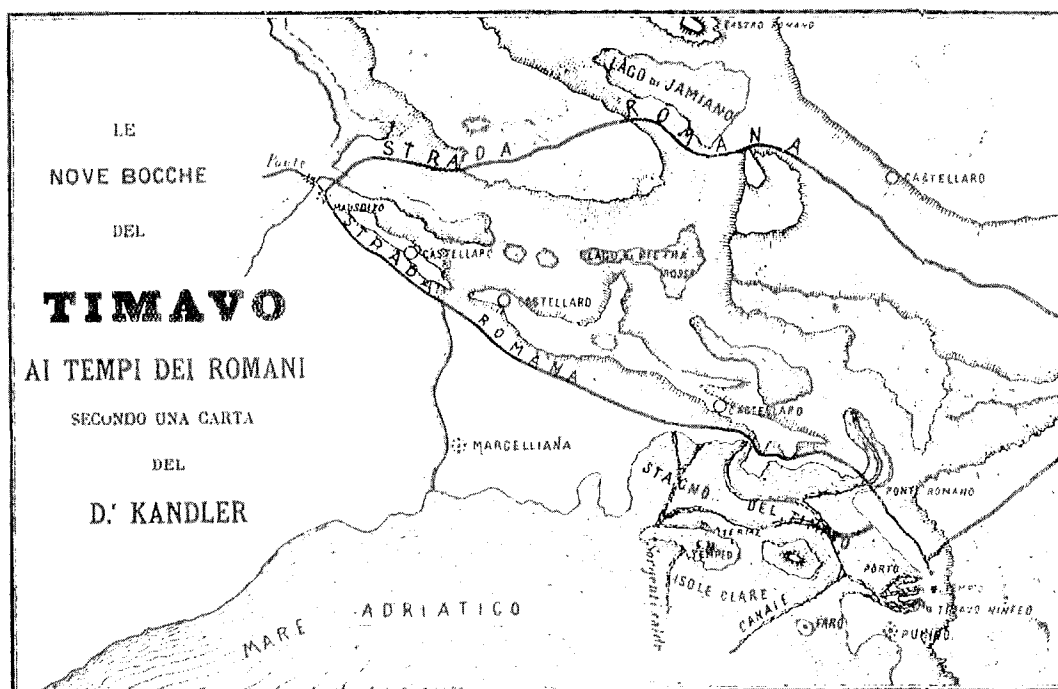 LE
NOVE BOCCHE
DEL
TIMAVO
AI TEMPI DEI ROMANI
SECONDO UNA CARTA
DEL
D.r KANDLER
CASTRO ROMANO
LAGO DI JAMIANO
STRADA ROMANA
CASTELLARO
Ponte
MAUSOLEO
STRADA ROMANA
CASTELLARO
LAGO DI PIETRA
ROSSA
CASTELLARO
CASTELLARO
MARCELLIANA
STAGNO DEL TIMAVO
PONTE ROMANO
TEMPIO
ISOLE CLARE
CANALE
PORTO
TIMAVO NINFEO
FARO
MARE ADRIATICO